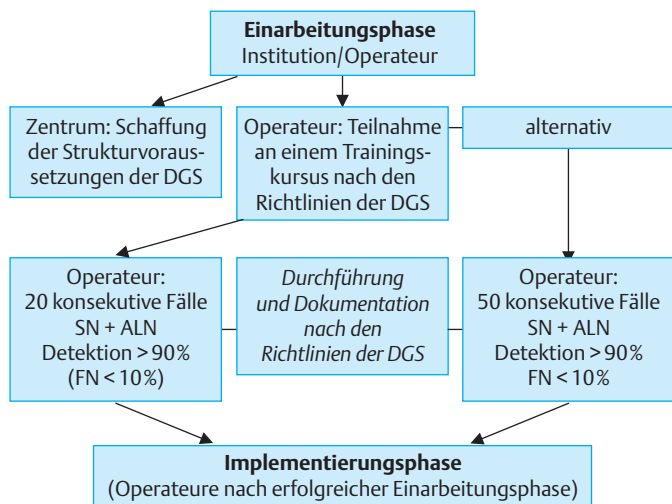 Einarbeitungsphase
Institution/Operateur
Zentrum: Schaffung
der Strukturvoraus-
setzungen der DGS
Operateur: Teilnahme
an einem Trainings-
kursus nach den
Richtlinien der DGS
alternativ
Operateur:
20 konsekutive Fälle
SN + ALN
Detektion > 90%
(FN < 10%)
Durchführung
und Dokumentation
nach den
Richtlinien der DGS
Operateur:
50 konsekutive Fälle
SN + ALN
Detektion > 90%
FN < 10%
Implementierungsphase
(Operateure nach erfolgreicher Einarbeitungsphase)